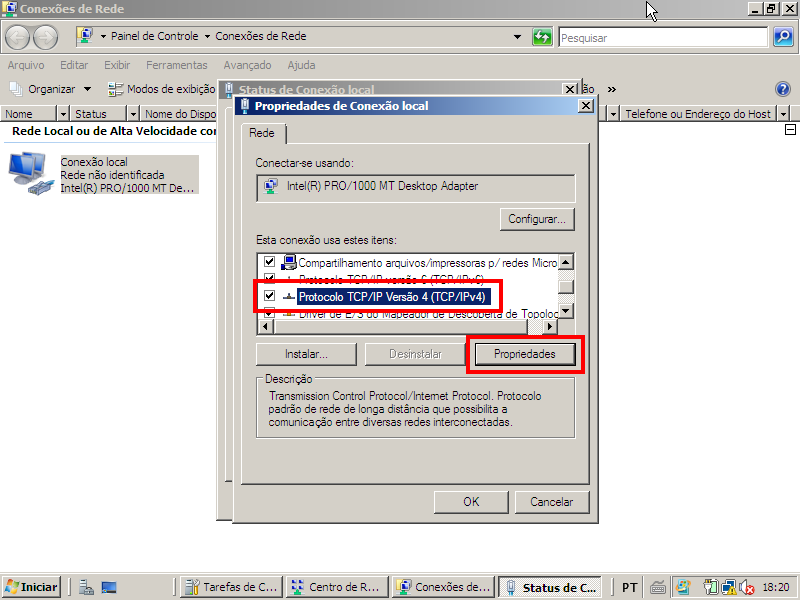 Conexões de Rede
Painel de Controle
Conexões de Rede
Pesquisar
Arquivo Editar Exibir Ferramentas Avançado Ajuda
Organizar Modos de exibição
ão »
Nome Status Nome do Dispo
Telefone ou Endereço do Host
Rede Local ou de Alta Velocidade co
Conexão local
Rede não identificada
Intel(R) PRO/1000 MT De...
Status de Conexão local
Propriedades de Conexão local
Rede
Conectar-se usando:
Intel(R) PRO/1000 MT Desktop Adapter
Configurar...
Esta conexão usa estes itens:
Compartilhamento arquivos/impressoras p/ redes Micro
Protocolo TCP/IP versão 6 (TCP/IPv6)
Protocolo TCP/IP Versão 4 (TCP/IPv4)
Driver de E/S do Mapeador de Descoberta de Topoloc
Instalar... Desinstalar Propriedades
Descrição
Transmission Control Protocol/Internet Protocol. Protocolo
padrão de rede de longa distância que possibilita a
comunicação entre diversas redes interconectadas.
OK Cancelar
Iniciar
Tarefas de C...
Centro de R...
Conexões de...
Status de C...
PT
18:20